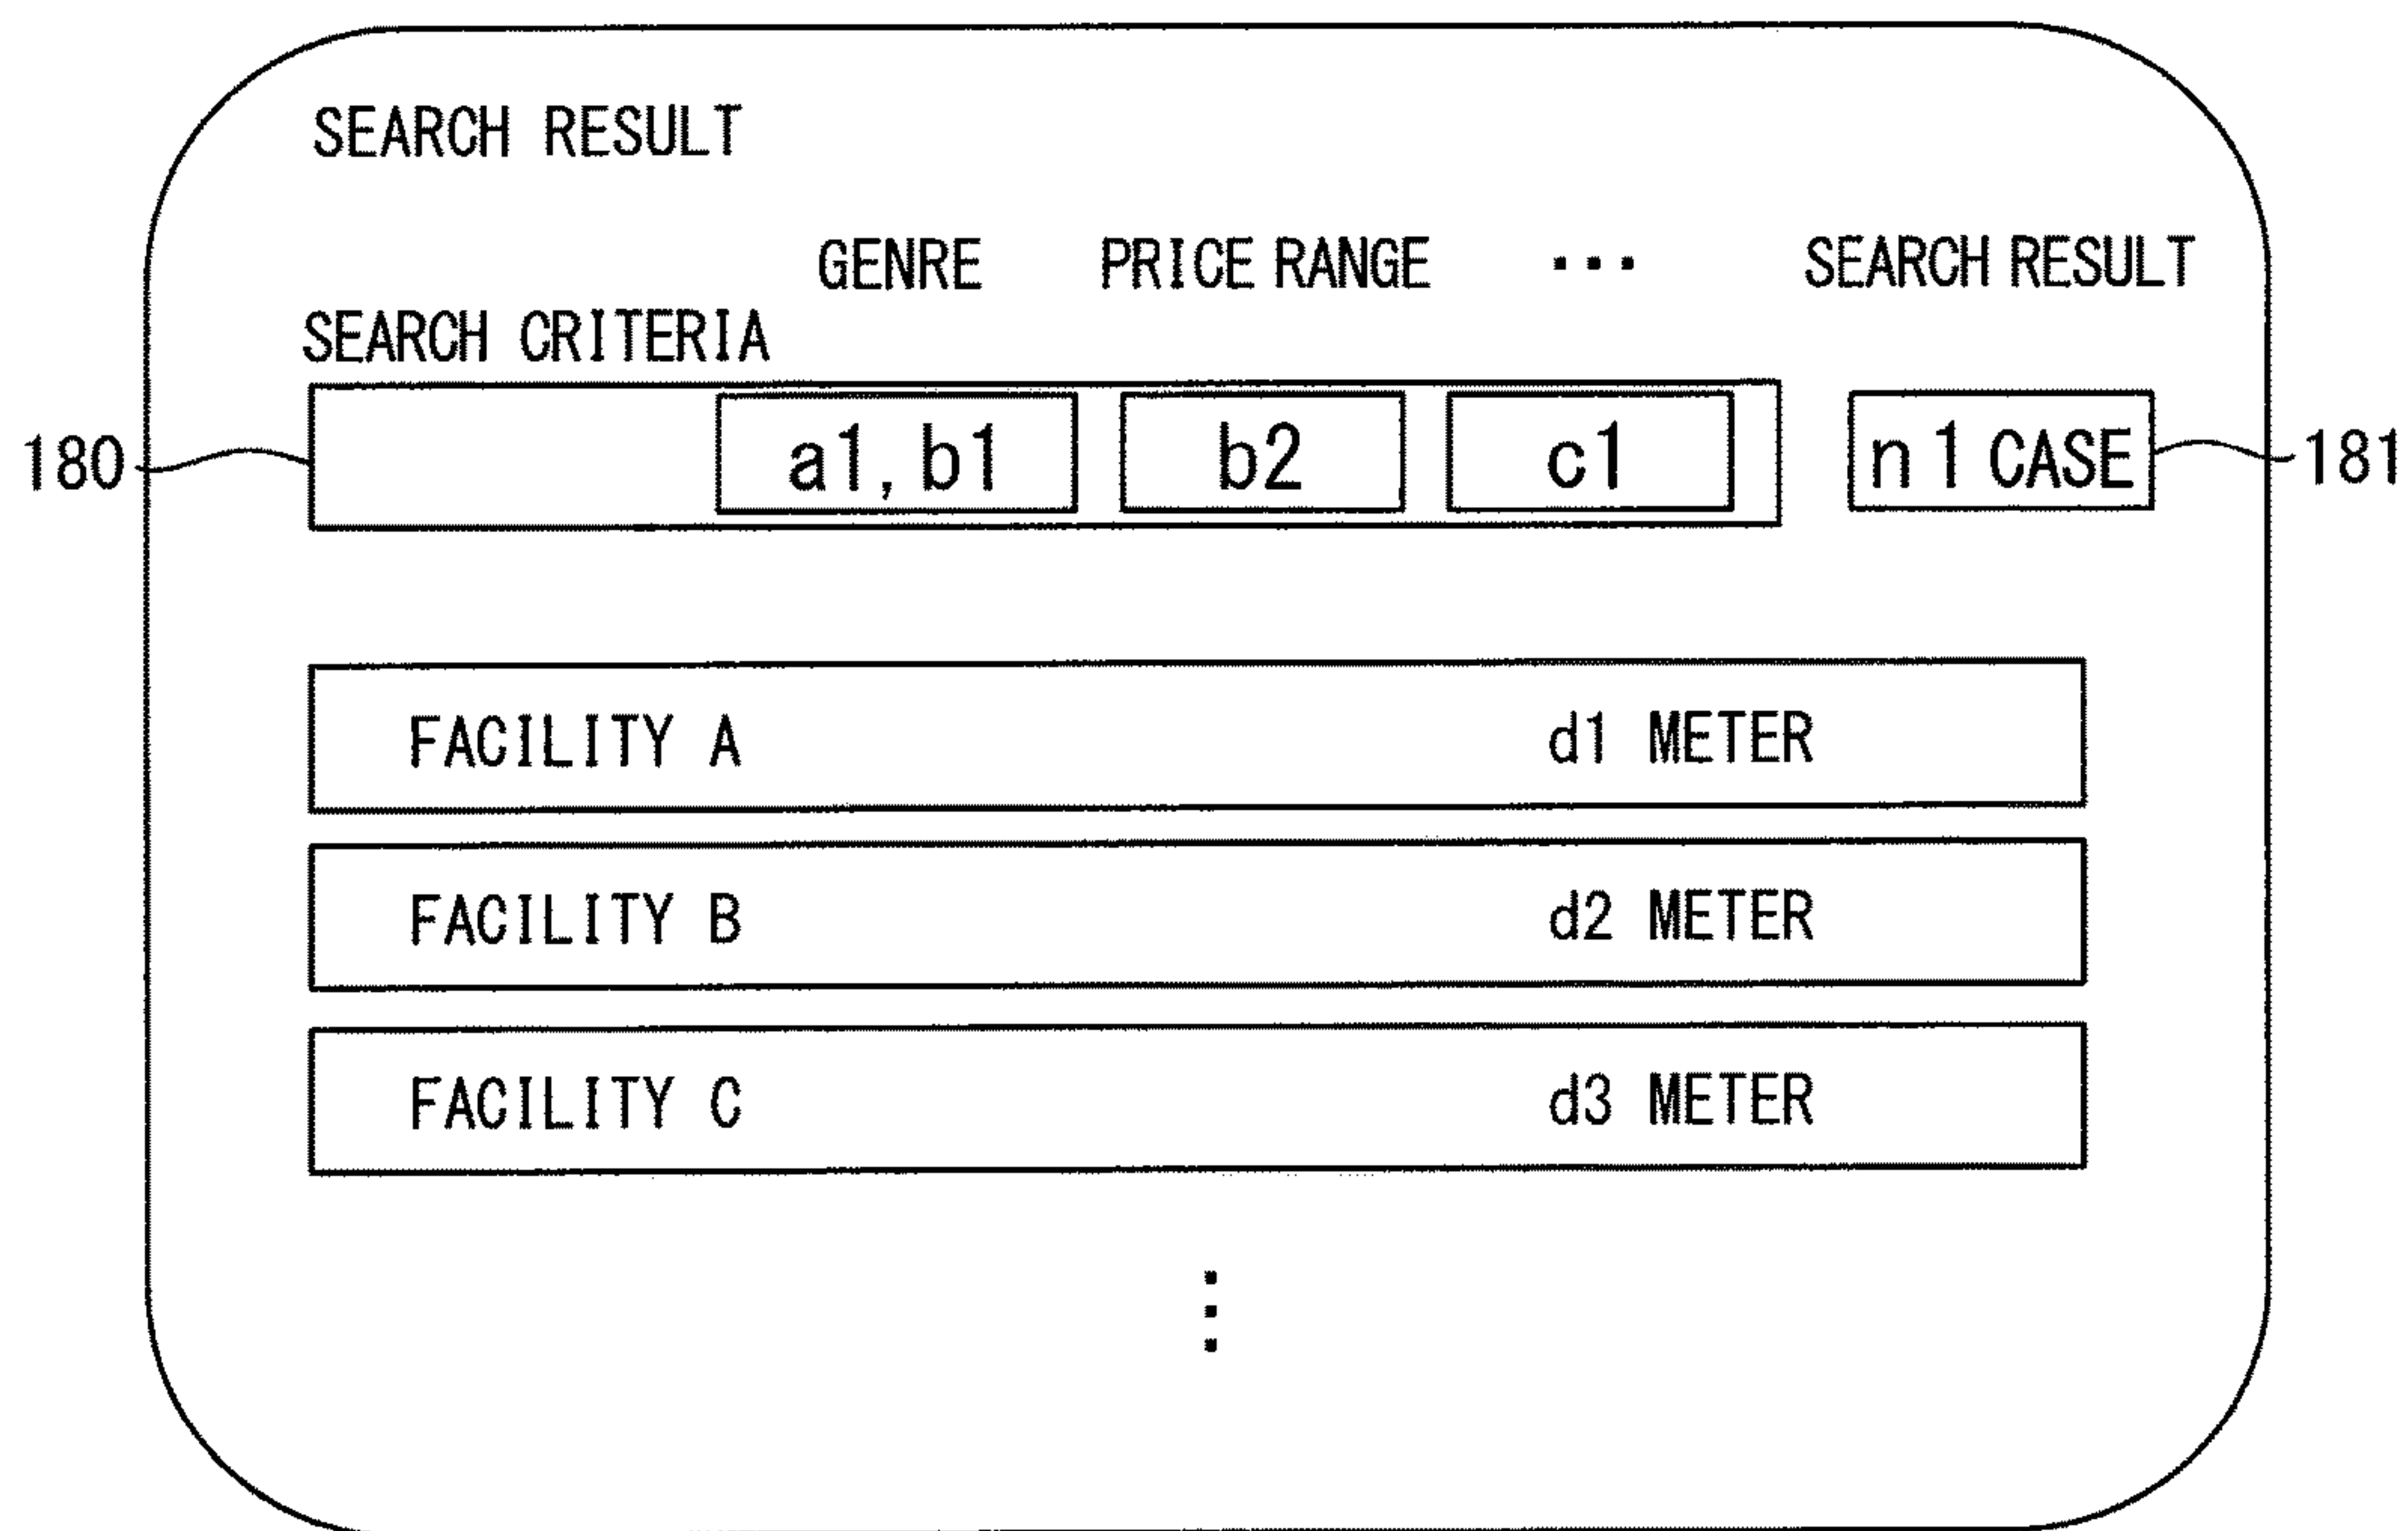 SEARCH RESULT
GENRE PRICE RANGE ... SEARCH RESULT
SEARCH CRITERIA
180 a1, b1 b2 c1 n1 CASE 181
FACILITY A d1 METER
FACILITY B d2 METER
FACILITY C d3 METER